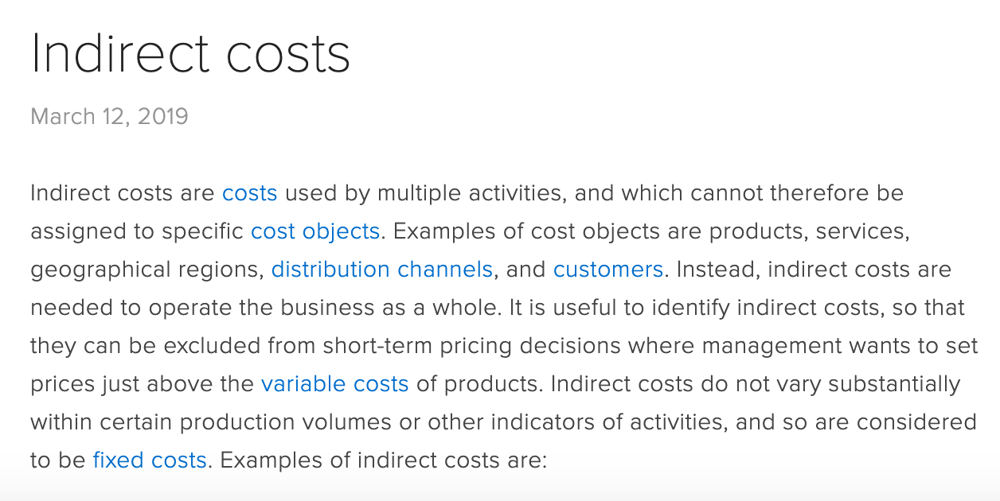 Indirect costs
March 12, 2019
Indirect costs are costs used by multiple activities, and which cannot therefore be
assigned to specific cost objects. Examples of cost objects are products, services,
geographical regions, distribution channels, and customers. Instead, indirect costs are
needed to operate the business as a whole. It is useful to identify indirect costs, so that
they can be excluded from short-term pricing decisions where management wants to set
prices just above the variable costs of products. Indirect costs do not vary substantially
within certain production volumes or other indicators of activities, and so are considered
to be fixed costs. Examples of indirect costs are: